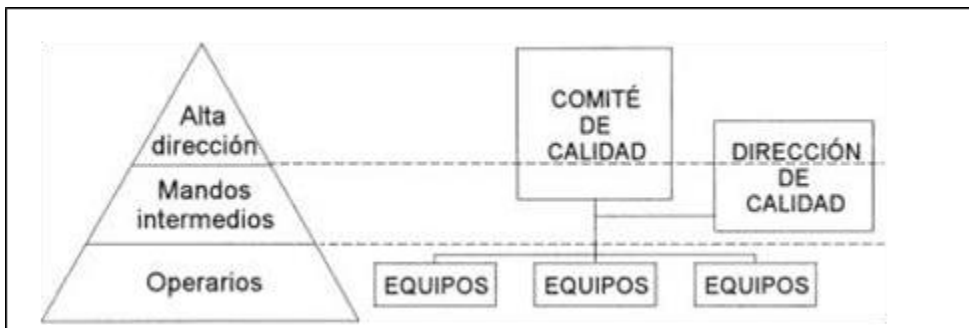 Alta
dirección
Mandos
intermedios
Operarios
COMITÉ
DE
CALIDAD
DIRECCIÓN
DE
CALIDAD
EQUIPOS
EQUIPOS
EQUIPOS